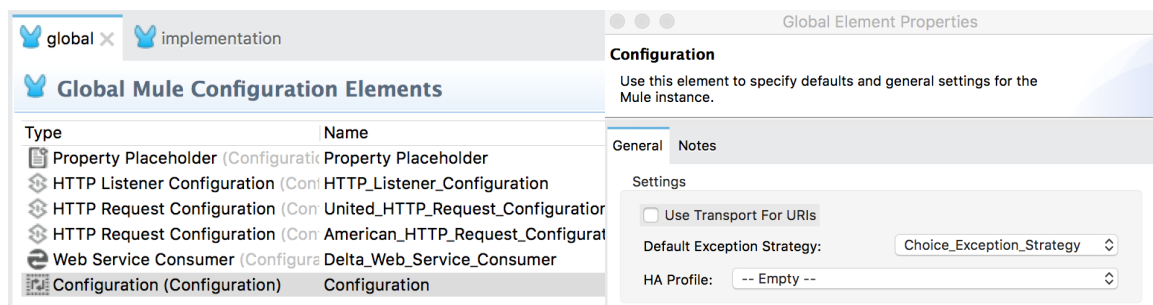 global
implementation
Global Mule Configuration Elements
Type Name
Property Placeholder (Configuratic Property Placeholder
HTTP Listener Configuration (Conf HTTP_Listener_Configuration
HTTP Request Configuration (Con United_HTTP_Request_Configuration
HTTP Request Configuration (Con American_HTTP_Request_Configurat
Web Service Consumer (Configura Delta_Web_Service_Consumer
Configuration (Configuration) Configuration
Global Element Properties
Configuration
Use this element to specify defaults and general settings for the
Mule instance.
General Notes
Settings
Use Transport For URIs
Default Exception Strategy: Choice_Exception_Strategy
HA Profile: -- Empty --